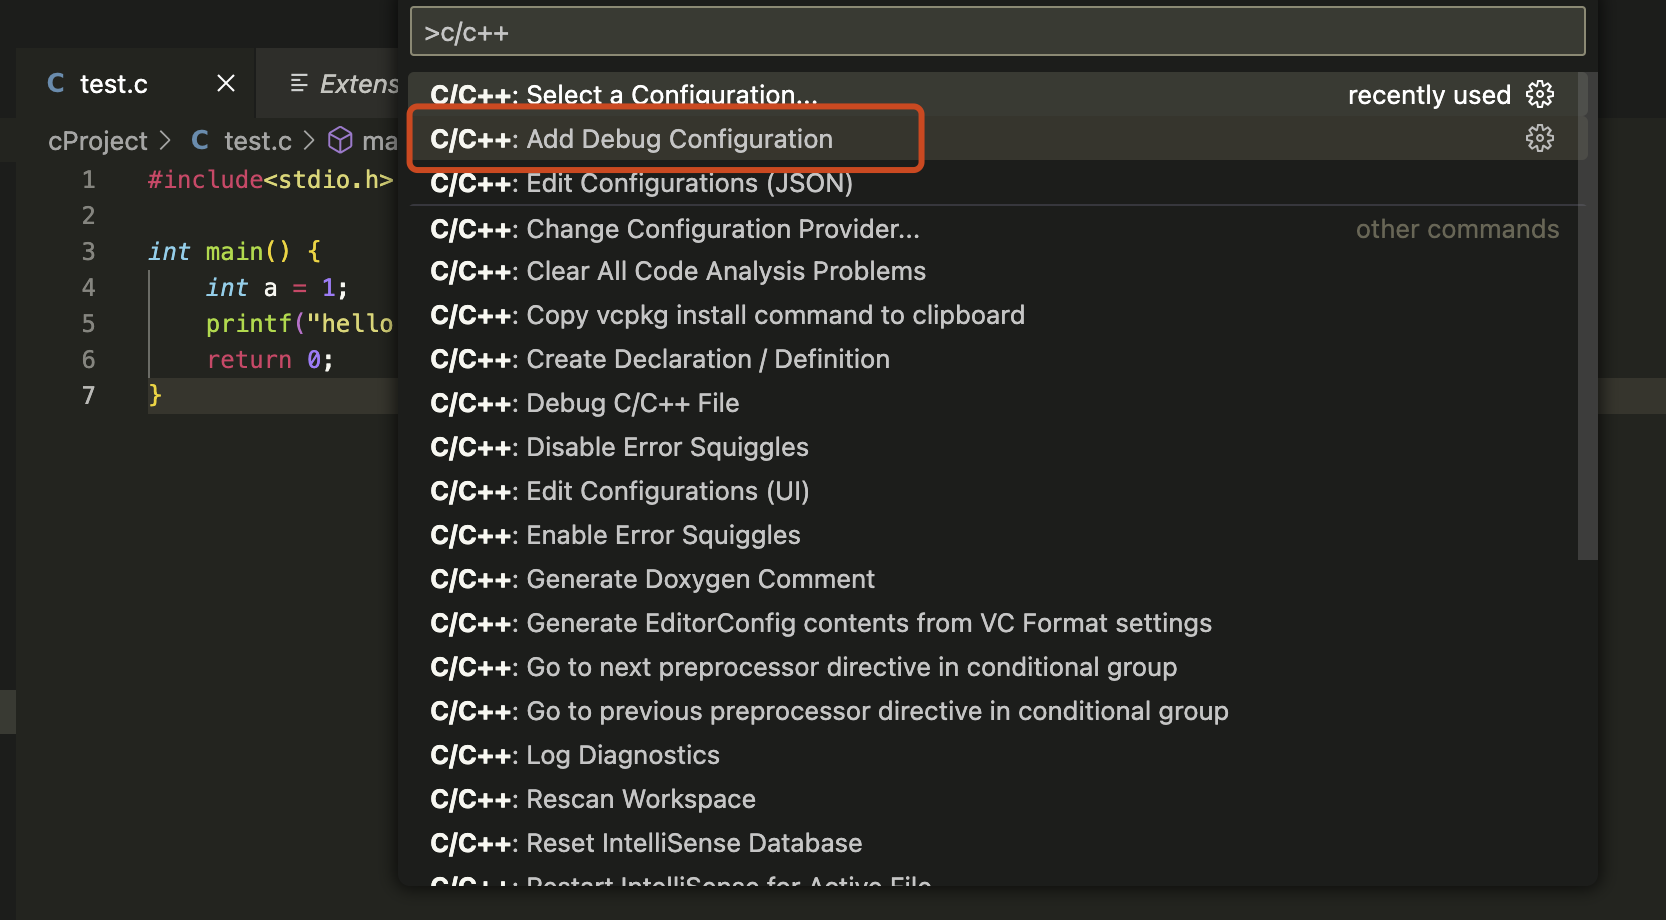 >c/c++
C test.c
Extens
C/C++: Select a Configuration...
recently used
cProject > C test.c > ma
C/C++: Add Debug Configuration
1 #include<stdio.h>
C/C++: Edit Configurations (JSON)
2
C/C++: Change Configuration Provider...
other commands
3 int main() {
C/C++: Clear All Code Analysis Problems
4 int a = 1;
C/C++: Copy vcpkg install command to clipboard
5 printf("hello
C/C++: Create Declaration / Definition
6 return 0;
7 }
C/C++: Debug C/C++ File
C/C++: Disable Error Squiggles
C/C++: Edit Configurations (UI)
C/C++: Enable Error Squiggles
C/C++: Generate Doxygen Comment
C/C++: Generate EditorConfig contents from VC Format settings
C/C++: Go to next preprocessor directive in conditional group
C/C++: Go to previous preprocessor directive in conditional group
C/C++: Log Diagnostics
C/C++: Rescan Workspace
C/C++: Reset IntelliSense Database
C/C++: Restart IntelliSense for Active File